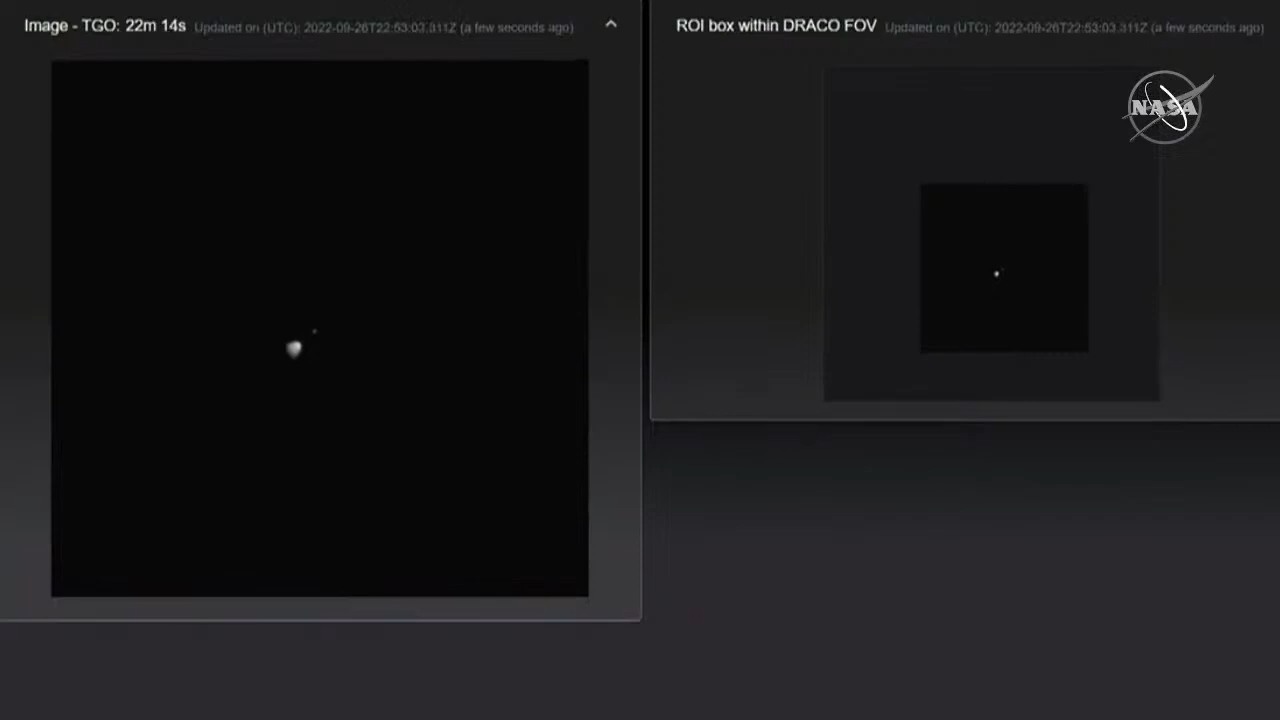 Image - TGO: 22m 14s Updated on (UTC): 2022-09-26T22:53:03.311Z (a few seconds ago)
ROI box within DRACO FOV Updated on (UTC): 2022-09-26T22:53:03.311Z (a few seconds ago)
NASA